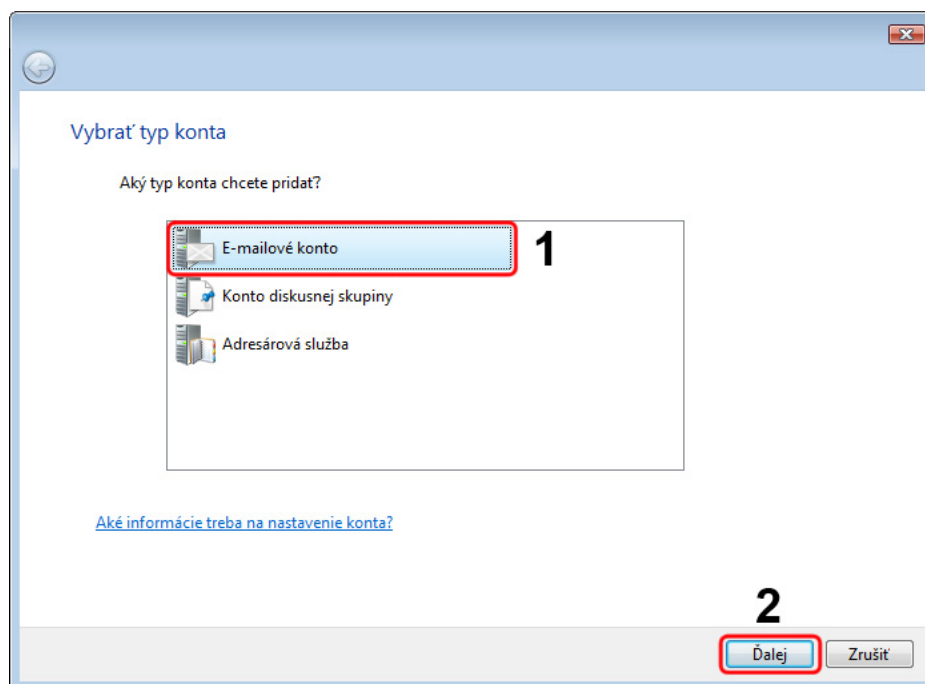 Vybrať typ konta
Aký typ konta chcete pridať?
E-mailové konto 1
Konto diskusnej skupiny
Adresárová služba
Aké informácie treba na nastavenie konta?
2
Ďalej Zrušiť